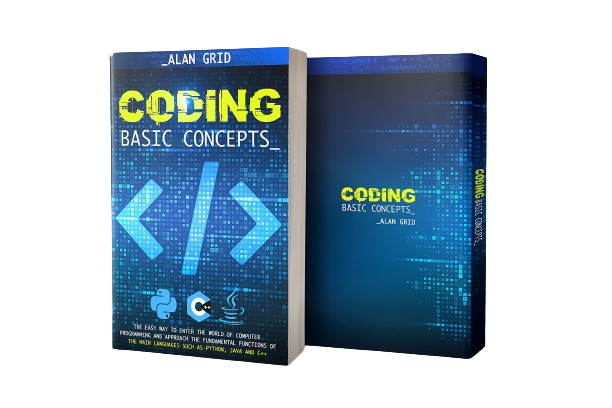 _ALAN GRID
CODING
BASIC CONCEPTS_
</>
C++
THE EASY WAY TO ENTER THE WORLD OF COMPUTER
PROGRAMMING AND APPROACH THE FUNDAMENTAL FUNCTIONS OF
THE MAIN LANGUAGES SUCH AS PYTHON, JAVA AND C++
CODING
BASIC CONCEPTS_
_ALAN GRID
CODING
BASIC CONCEPTS_